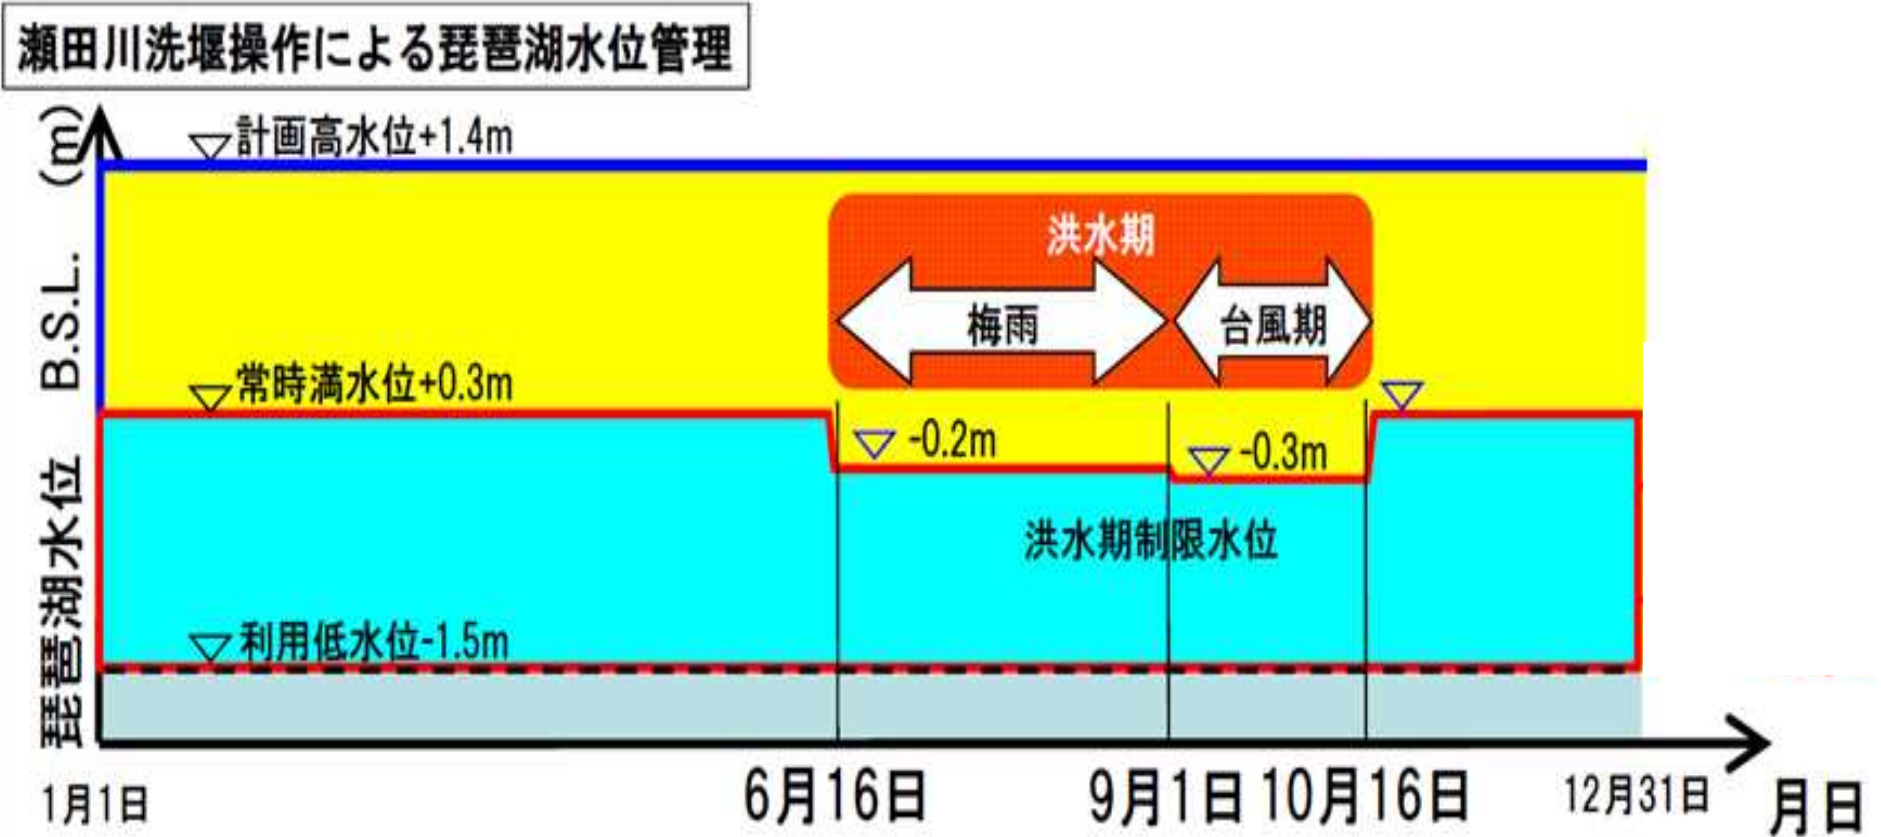 瀬田川洗堰操作による琵琶湖水位管理
計画高水位+1.4m
洪水期
梅雨
台風期
常時満水位+0.3m
-0.2m
-0.3m
洪水期制限水位
利用低水位-1.5m
琵琶湖水位 B.S.L. (m)
1月1日
6月16日
9月1日
10月16日
12月31日
月日